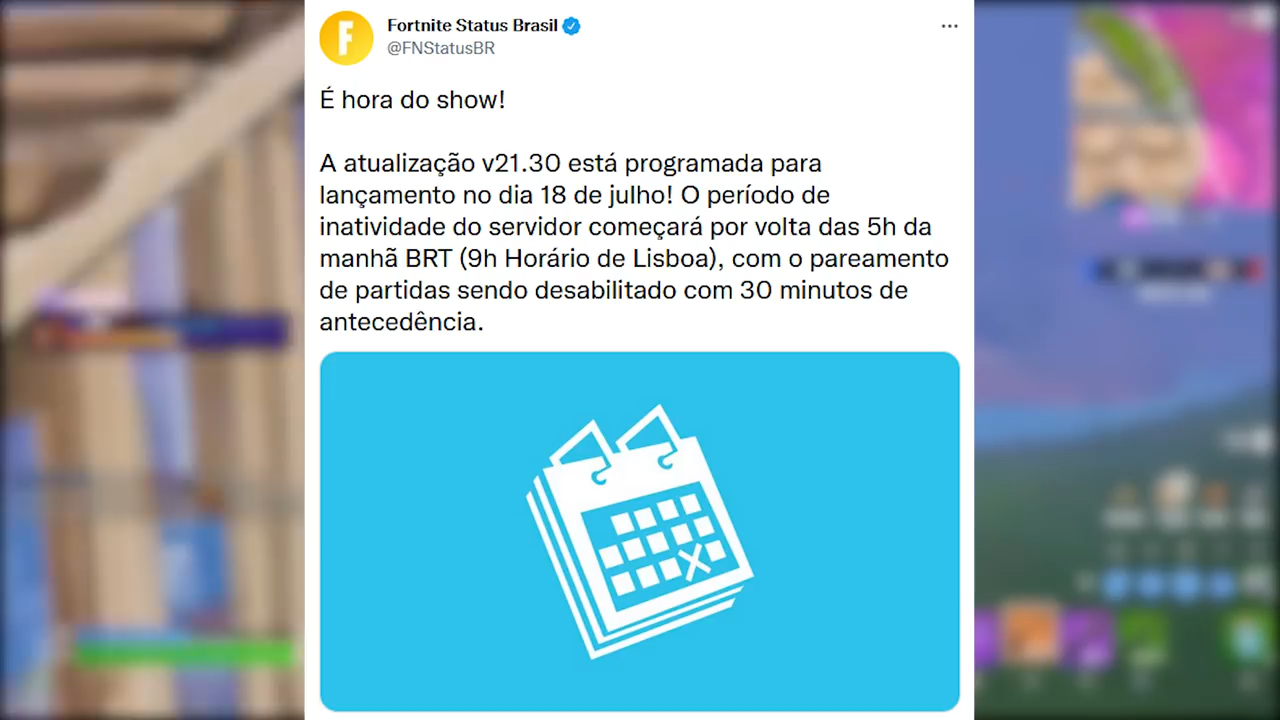 Fortnite Status Brasil
@FNStatusBR
É hora do show!
A atualização v21.30 está programada para
lançamento no dia 18 de julho! O período de
inatividade do servidor começará por volta das 5h da
manhã BRT (9h Horário de Lisboa), com o pareamento
de partidas sendo desabilitado com 30 minutos de
antecedência.